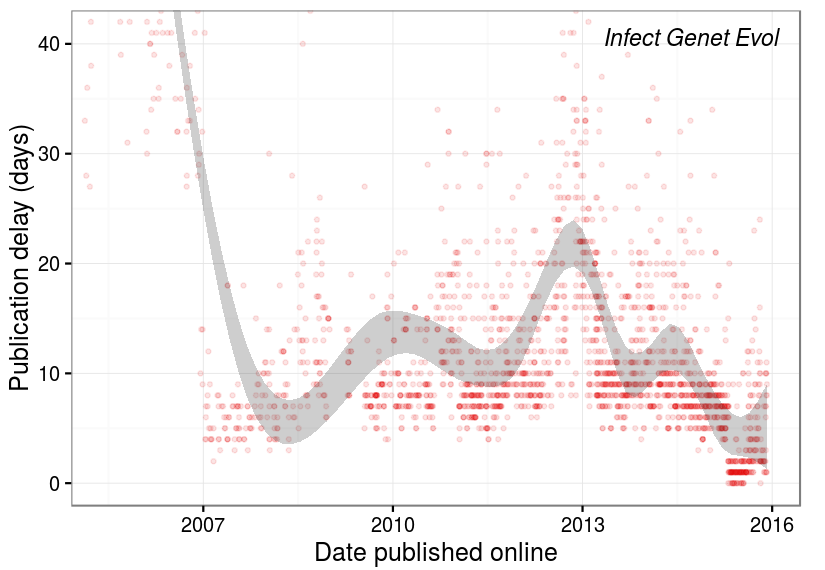 Infect Genet Evol
Publication delay (days)
40
30
20
10
0
2007 2010 2013 2016
Date published online